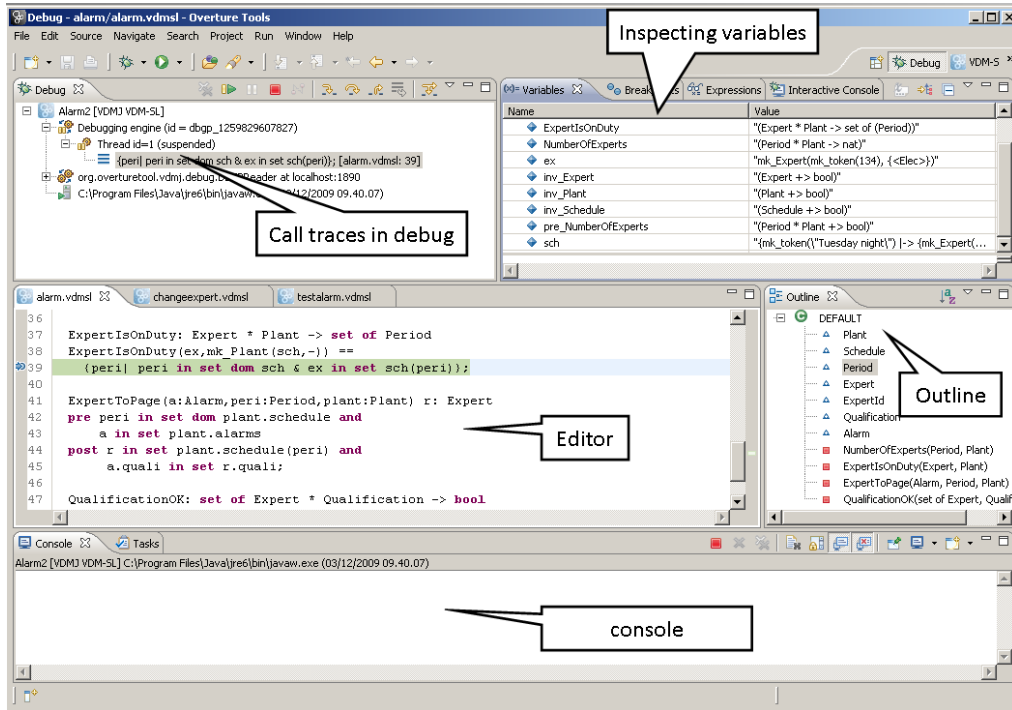 Debug - alarm/alarm.vdmsl - Overture Tools
File Edit Source Navigate Search Project Run Window Help
Inspecting variables
Debug VDM-S
Debug
Alarm2 [VDMJ VDM-SL]
Debugging engine (id = dbgp_1259829607827)
Thread id=1 (suspended)
{peri| peri in set dom sch & ex in set sch(peri)}; [alarm.vdmsl: 39]
org.overturetool.vdmj.debug. Reader at localhost:1890
C:\Program Files\Java\jre6\bin\javaw. /2009 09.40.07)
Call traces in debug
(x)= Variables Expressions Interactive Console
Name Value
ExpertIsOnDuty "(Expert * Plant -> set of (Period))"
NumberOfExperts "(Period * Plant -> nat)"
ex "mk_Expert(mk_token(134), {<Elec>})"
inv_Expert "(Expert +> bool)"
inv_Plant "(Plant +> bool)"
inv_Schedule "(Schedule +> bool)"
pre_NumberOfExperts "(Period * Plant +> bool)"
sch "{mk_token(\"Tuesday night\") |-> {mk_Expert(...
alarm.vdmsl changeexpert.vdmsl testalarm.vdmsl
36
37 ExpertIsOnDuty: Expert * Plant -> set of Period
38 ExpertIsOnDuty(ex,mk_Plant(sch,-)) ==
39 {peri| peri in set dom sch & ex in set sch(peri)};
40
41 ExpertToPage(a:Alarm,peri:Period,plant:Plant) r: Expert
42 pre peri in set dom plant.schedule and
43 a in set plant.alarms
44 post r in set plant.schedule(peri) and
45 a.quali in set r.quali;
46
47 QualificationOK: set of Expert * Qualification -> bool
Editor
Outline
DEFAULT
Plant
Schedule
Period
Expert
ExpertId
Qualification
Alarm
NumberOfExperts(Period, Plant)
ExpertIsOnDuty(Expert, Plant)
ExpertToPage(Alarm, Period, Plant)
QualificationOK(set of Expert, Qualif
Outline
Console Tasks
Alarm2 [VDMJ VDM-SL] C:\Program Files\Java\jre6\bin\javaw.exe (03/12/2009 09.40.07)
console